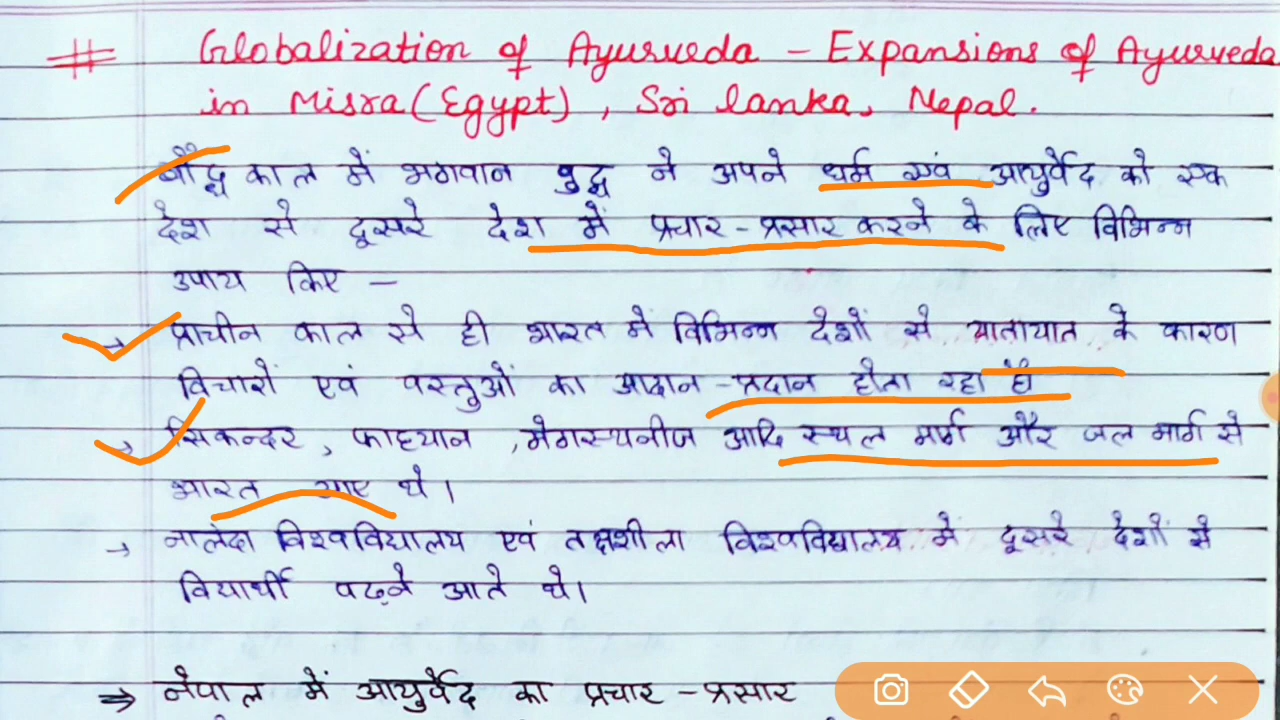 # Globalization of Ayurveda - Expansions of Ayurveda
in Misra (Egypt), Sri lanka, Nepal.
बौद्ध काल में भगवान बुद्ध ने अपने धर्म एवं आयुर्वेद को एक
देश से दूसरे देश में प्रचार-प्रसार करने के लिए विभिन्न
उपाय किए -
→ प्राचीन काल से ही भारत में विभिन्न देशों से यातायात के कारण
विचारों एवं वस्तुओं का आदान-प्रदान होता रहा है
→ सिकन्दर, फाह्यान, मेगस्थनीज आदि स्थल मार्ग और जल मार्ग से
भारत आए थे।
→ नालंदा विश्वविद्यालय एवं तक्षशीला विश्वविद्यालय में दूसरे देशों से
विद्यार्थी पढ़ने आते थे।
⇒ नेपाल में आयुर्वेद का प्रचार-प्रसार